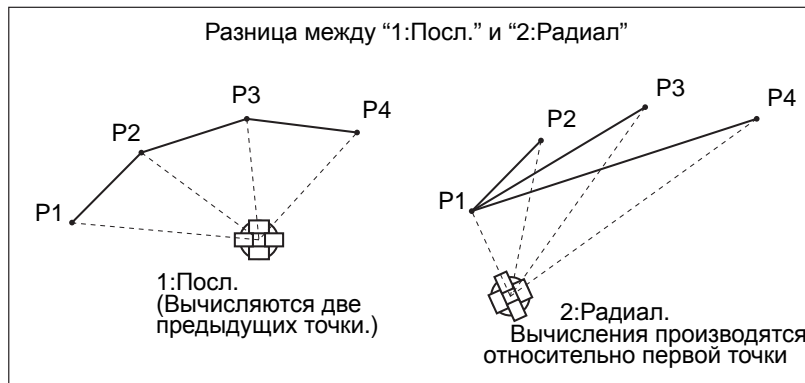 Разница между “1:Посл.” и “2:Радиал”
P1
P2
P3
P4
1:Посл.
(Вычисляются две
предыдущих точки.)
P1
P2
P3
P4
2:Радиал.
Вычисления производятся
относительно первой точки